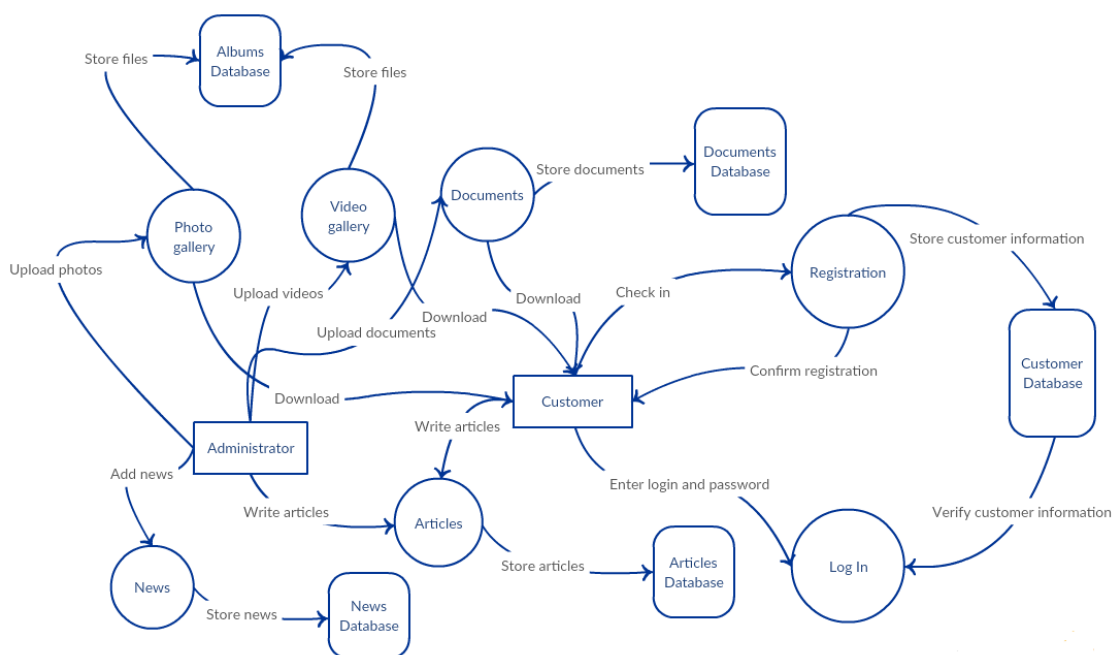 Albums
Database
Store files
Store files
Documents
Database
Store documents
Documents
Video
gallery
Photo
gallery
Store customer information
Registration
Upload photos
Upload videos
Download
Check in
Download
Upload documents
Customer
Database
Confirm registration
Download
Customer
Write articles
Administrator
Add news
Enter login and password
Write articles
Verify customer information
Articles
Store articles
Articles
Database
Log In
News
Store news
News
Database